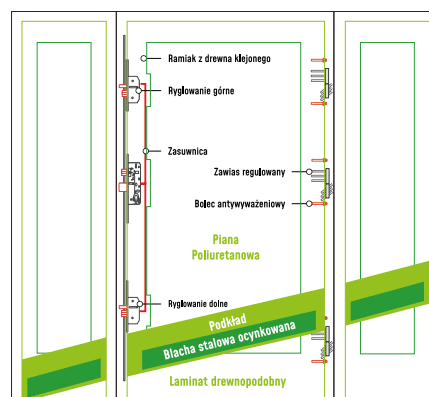 Ramiak z drewna klejonego
Ryglowanie górne
Zasuwnica
Zawias regulowany
Bolec antywyważeniowy
Piana
Poliuretanowa
Ryglowanie dolne
Podkład
Blacha stalowa ocynkowana
Laminat drewnopodobny